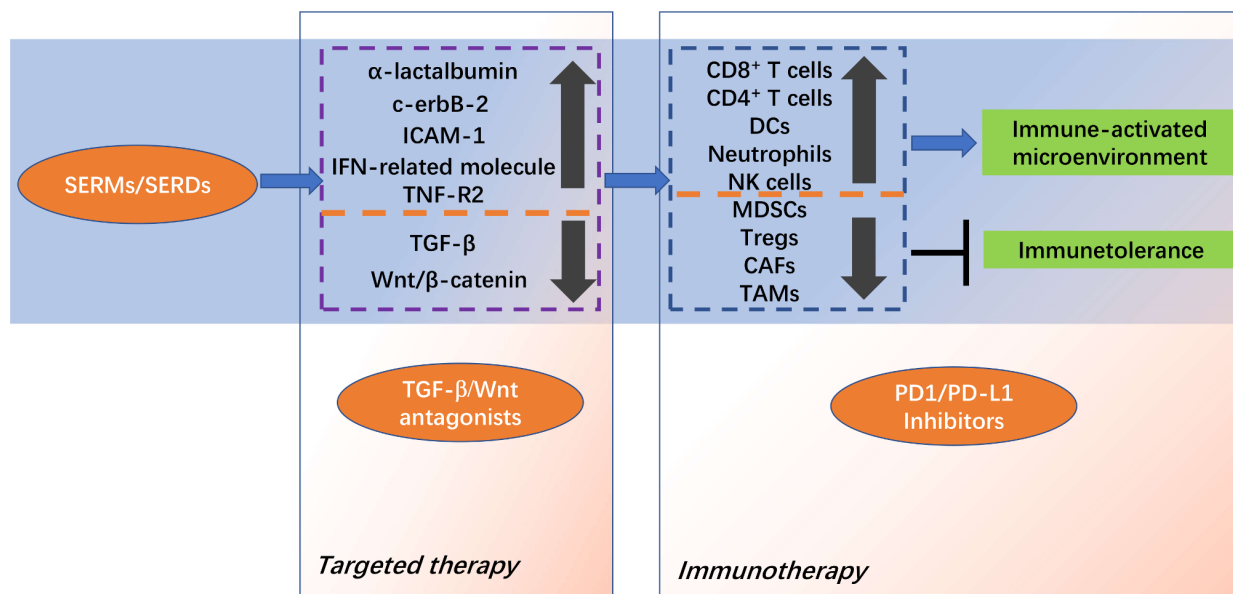 SERMs/SERDs
α-lactalbumin
c-erbB-2
ICAM-1
IFN-related molecule
TNF-R2
TGF-β
Wnt/β-catenin
TGF-β/Wnt
antagonists
Targeted therapy
CD8⁺ T cells
CD4⁺ T cells
DCs
Neutrophils
NK cells
MDSCs
Tregs
CAFs
TAMs
Immune-activated
microenvironment
Immunetolerance
PD1/PD-L1
Inhibitors
Immunotherapy